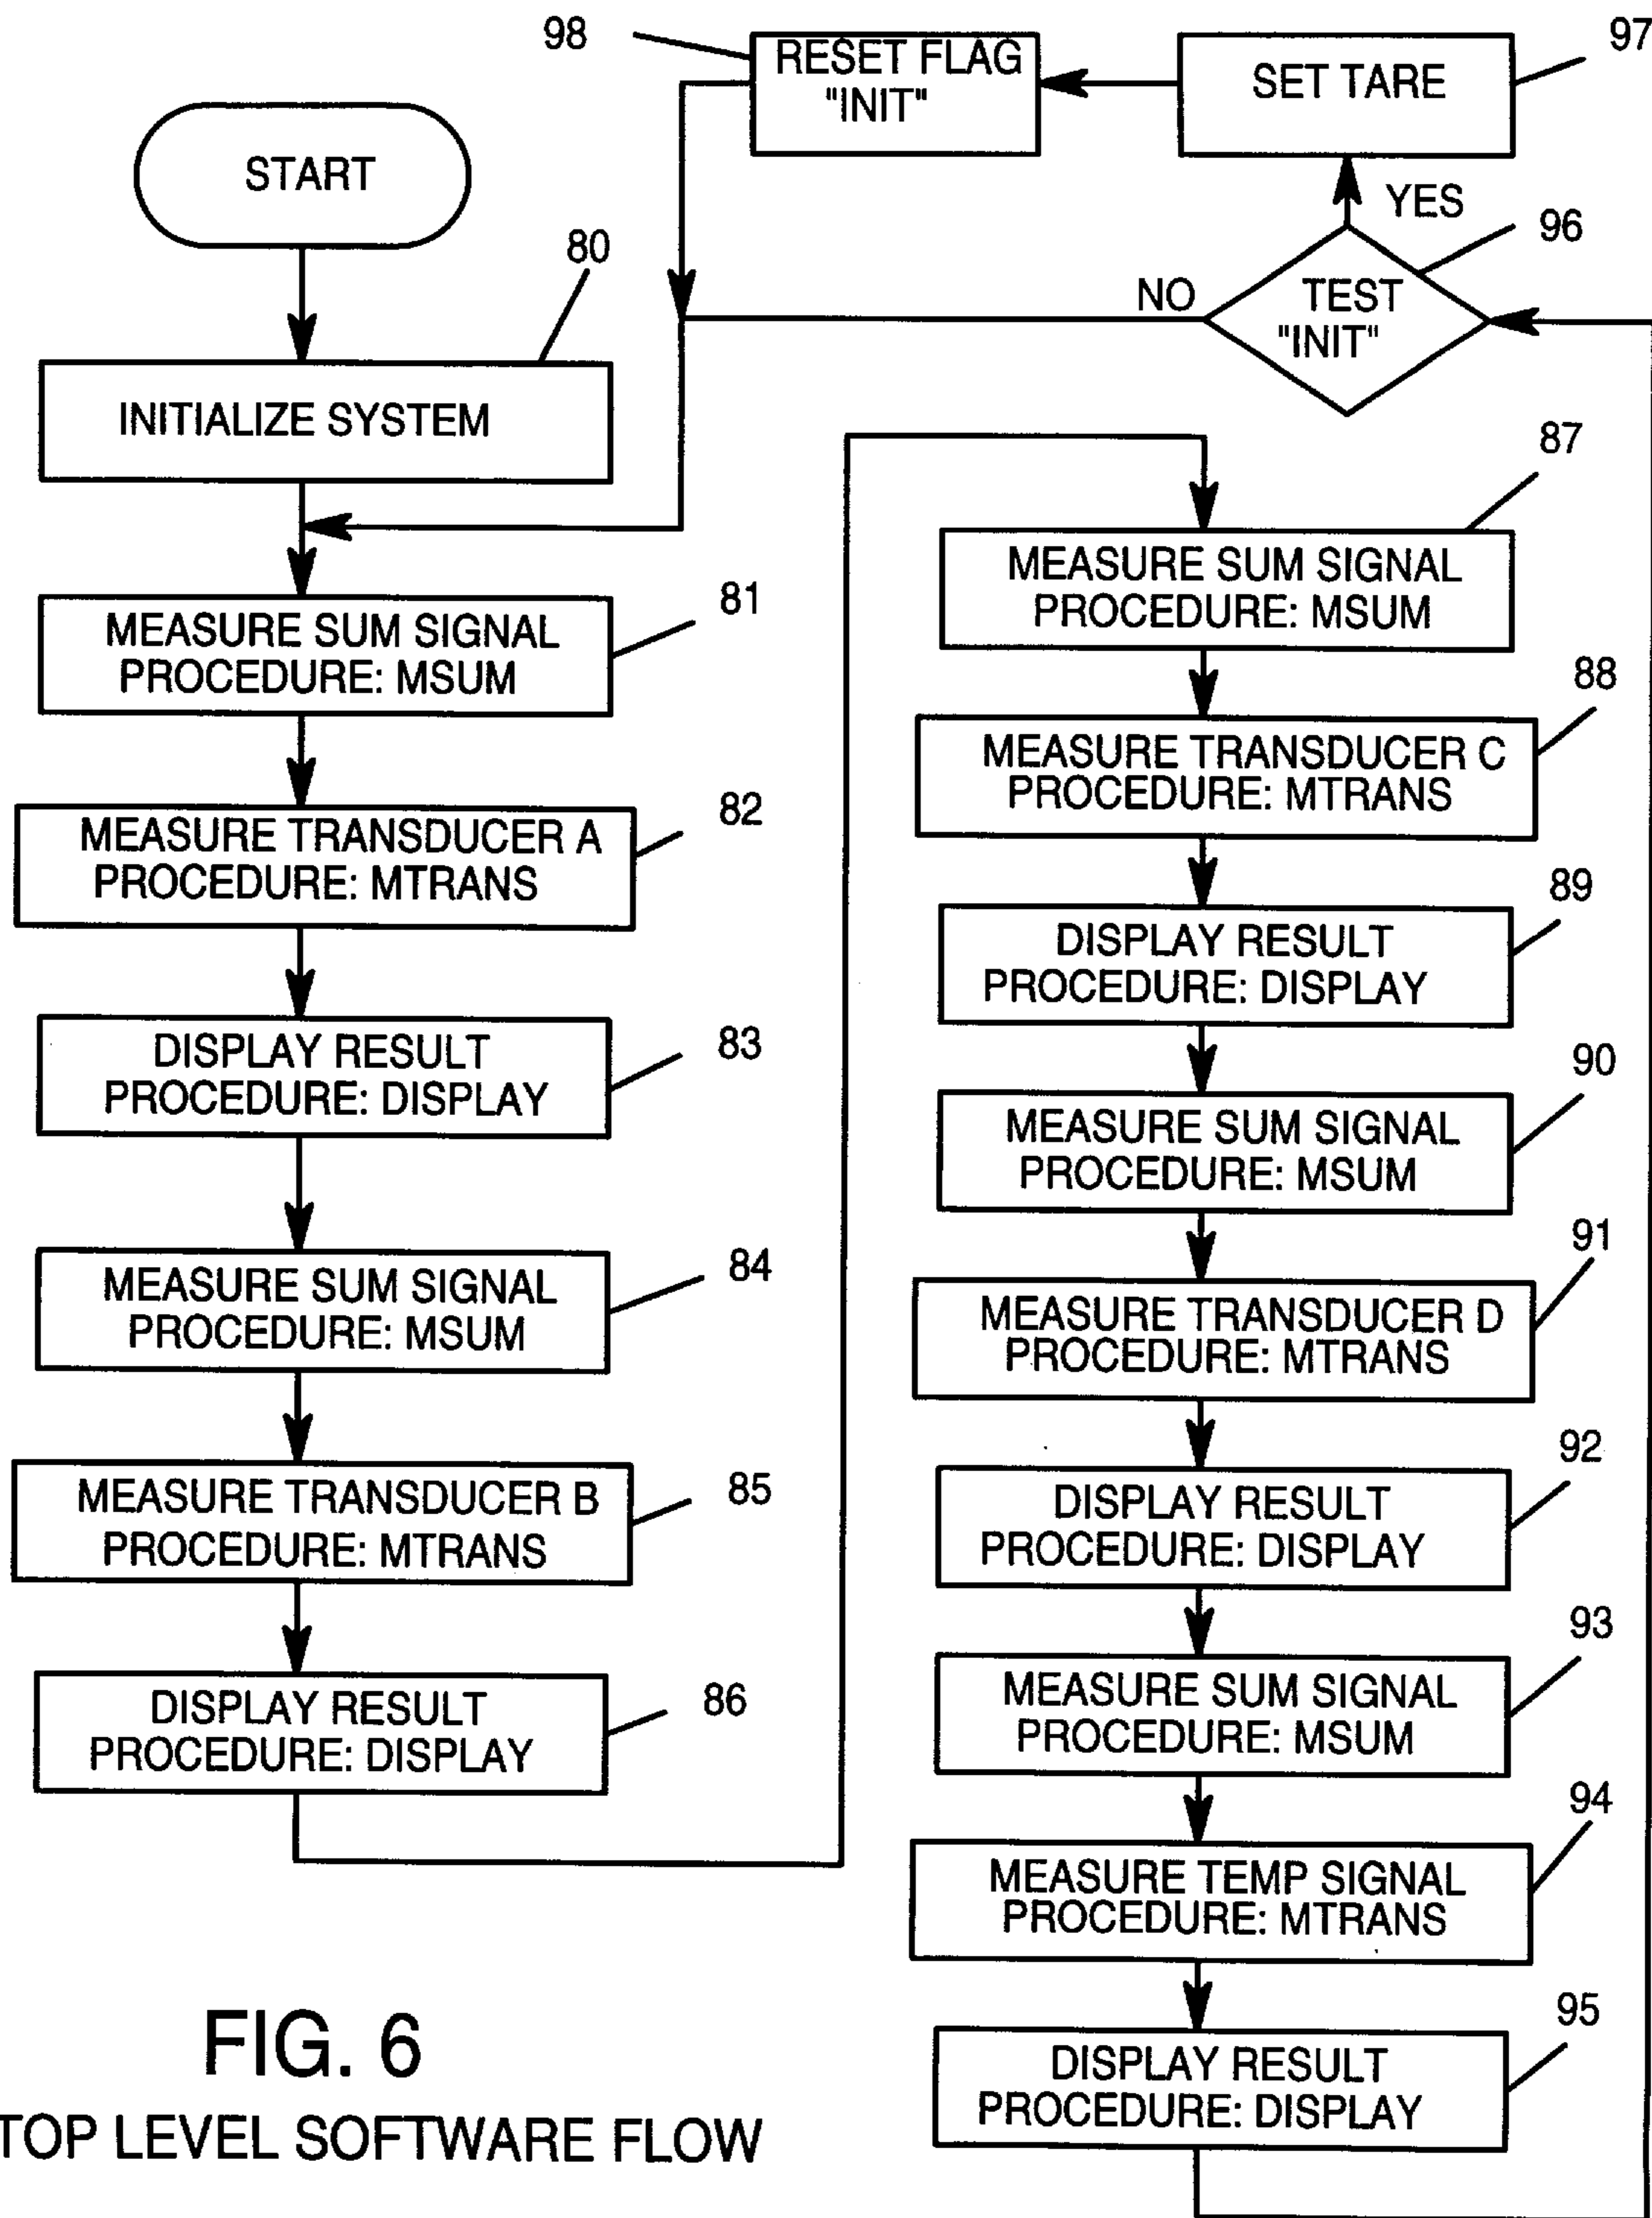 98
RESET FLAG
"INIT"
SET TARE
97
START
YES
96
80
NO
TEST
"INIT"
INITIALIZE SYSTEM
81
MEASURE SUM SIGNAL
PROCEDURE: MSUM
82
MEASURE TRANSDUCER A
PROCEDURE: MTRANS
83
DISPLAY RESULT
PROCEDURE: DISPLAY
84
MEASURE SUM SIGNAL
PROCEDURE: MSUM
85
MEASURE TRANSDUCER B
PROCEDURE: MTRANS
86
DISPLAY RESULT
PROCEDURE: DISPLAY
87
MEASURE SUM SIGNAL
PROCEDURE: MSUM
88
MEASURE TRANSDUCER C
PROCEDURE: MTRANS
89
DISPLAY RESULT
PROCEDURE: DISPLAY
90
MEASURE SUM SIGNAL
PROCEDURE: MSUM
91
MEASURE TRANSDUCER D
PROCEDURE: MTRANS
92
DISPLAY RESULT
PROCEDURE: DISPLAY
93
MEASURE SUM SIGNAL
PROCEDURE: MSUM
94
MEASURE TEMP SIGNAL
PROCEDURE: MTRANS
95
DISPLAY RESULT
PROCEDURE: DISPLAY
FIG. 6
TOP LEVEL SOFTWARE FLOW